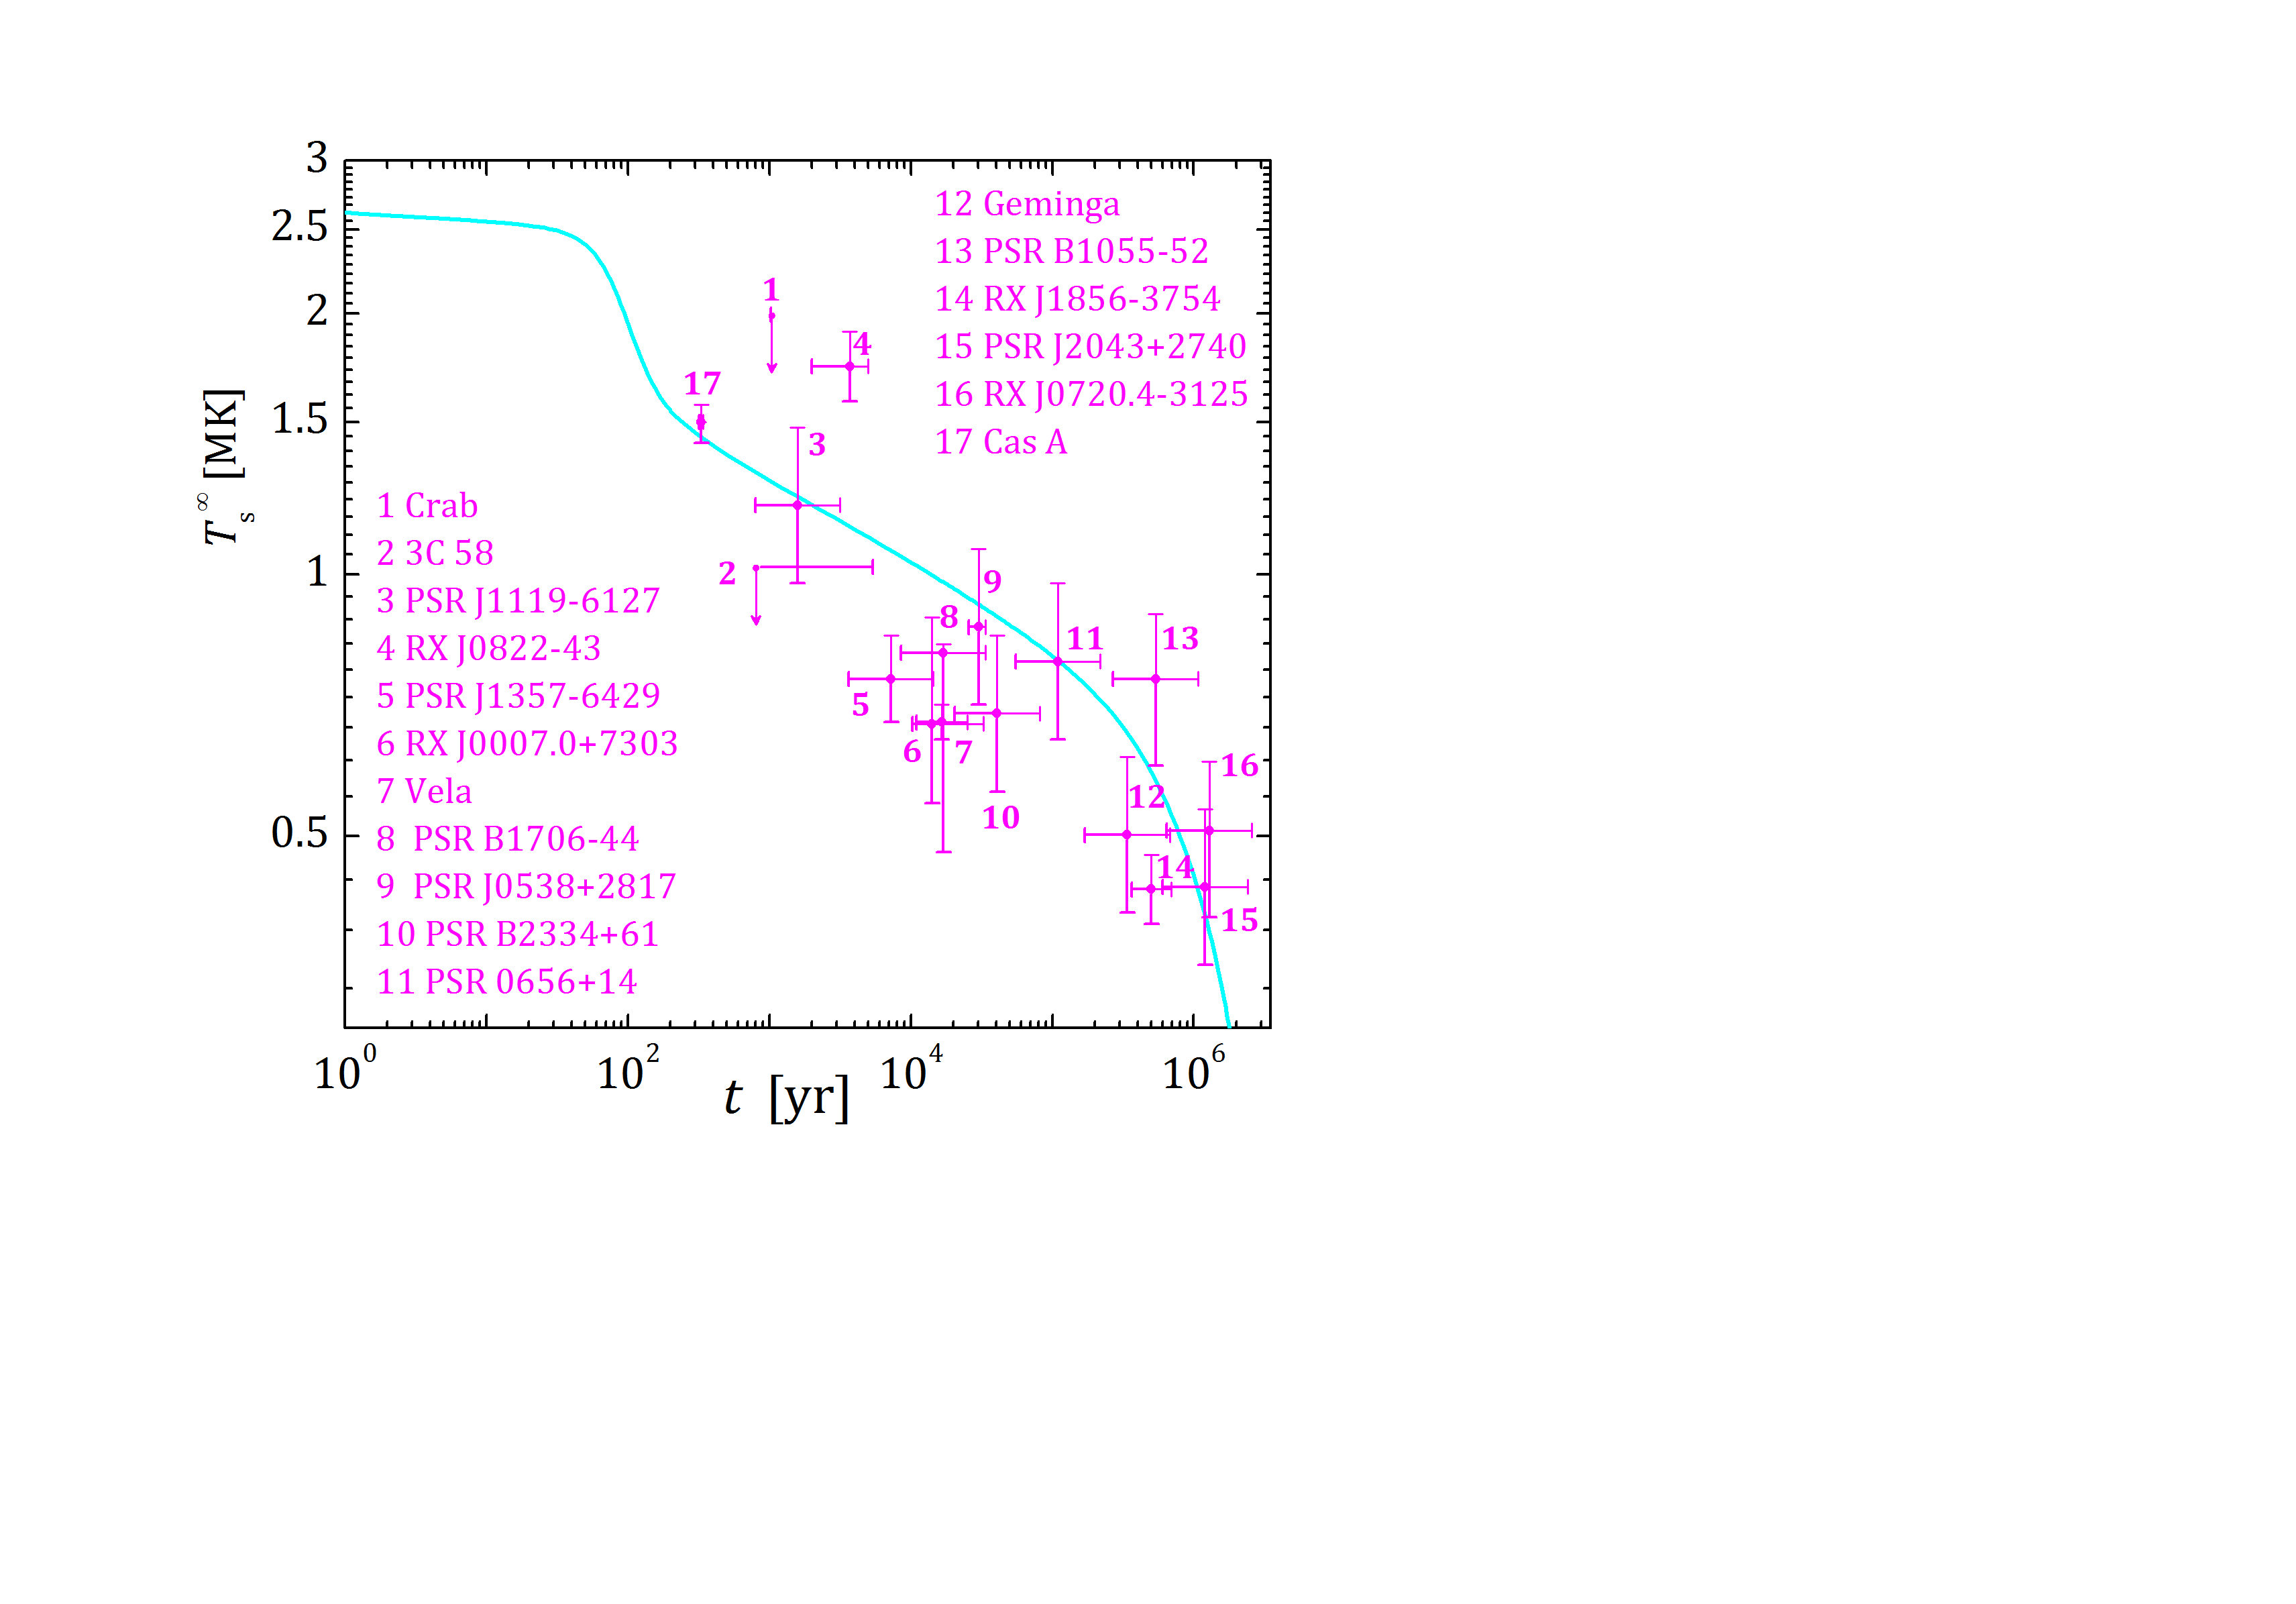 3
2.5
2
1.5
1
0.5
T s ∞ [MK]
12 Geminga
13 PSR B1055-52
14 RX J1856-3754
15 PSR J2043+2740
16 RX J0720.4-3125
17 Cas A
1 Crab
2 3C 58
3 PSR J1119-6127
4 RX J0822-43
5 PSR J1357-6429
6 RX J0007.0+7303
7 Vela
8 PSR B1706-44
9 PSR J0538+2817
10 PSR B2334+61
11 PSR 0656+14
1
4
17
3
2
9
8
11
13
5
6
7
10
12
16
14
15
10^0
10^2
10^4
10^6
t [yr]